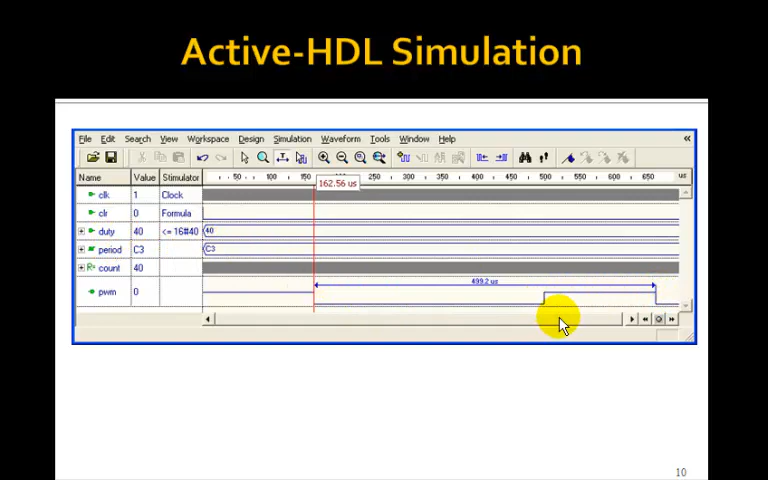 Active-HDL Simulation
File Edit Search View Workspace Design Simulation Waveform Tools Window Help
Name Value Stimulator 50 100 150 250 300 350 400 450 500 550 600 650 us
162.56 us
clk 1 Clock
clr 0 Formula
duty 40 <= 16#40 40
period C3 C3
count 40
499.2 us
pwm 0
10